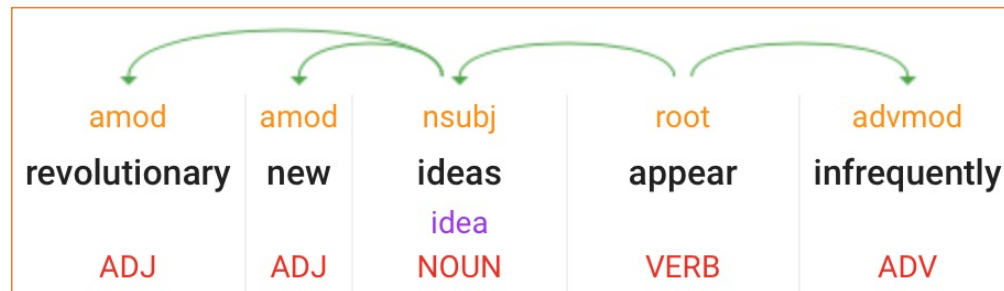 amod amod nsubj root advmod
revolutionary new ideas appear infrequently
idea
ADJ ADJ NOUN VERB ADV